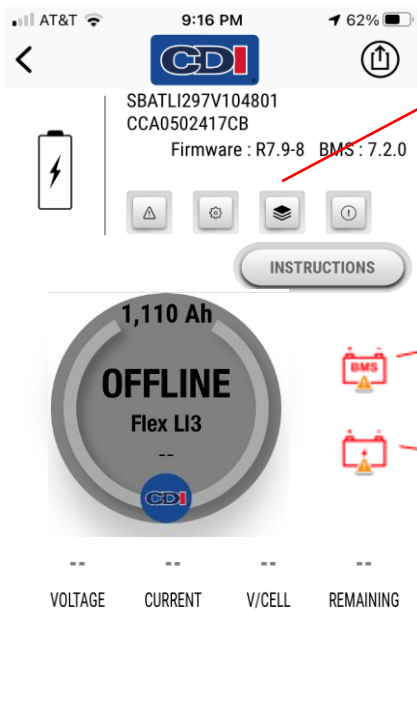 AT&T 9:16 PM 62%
CDI
SBATLI297V104801
CCA0502417CB
Firmware : R7.9-8 BMS : 7.2.0
INSTRUCTIONS
1,110 Ah
OFFLINE
Flex LI3
--
CDI
BMS
-- -- -- --
VOLTAGE CURRENT V/CELL REMAINING